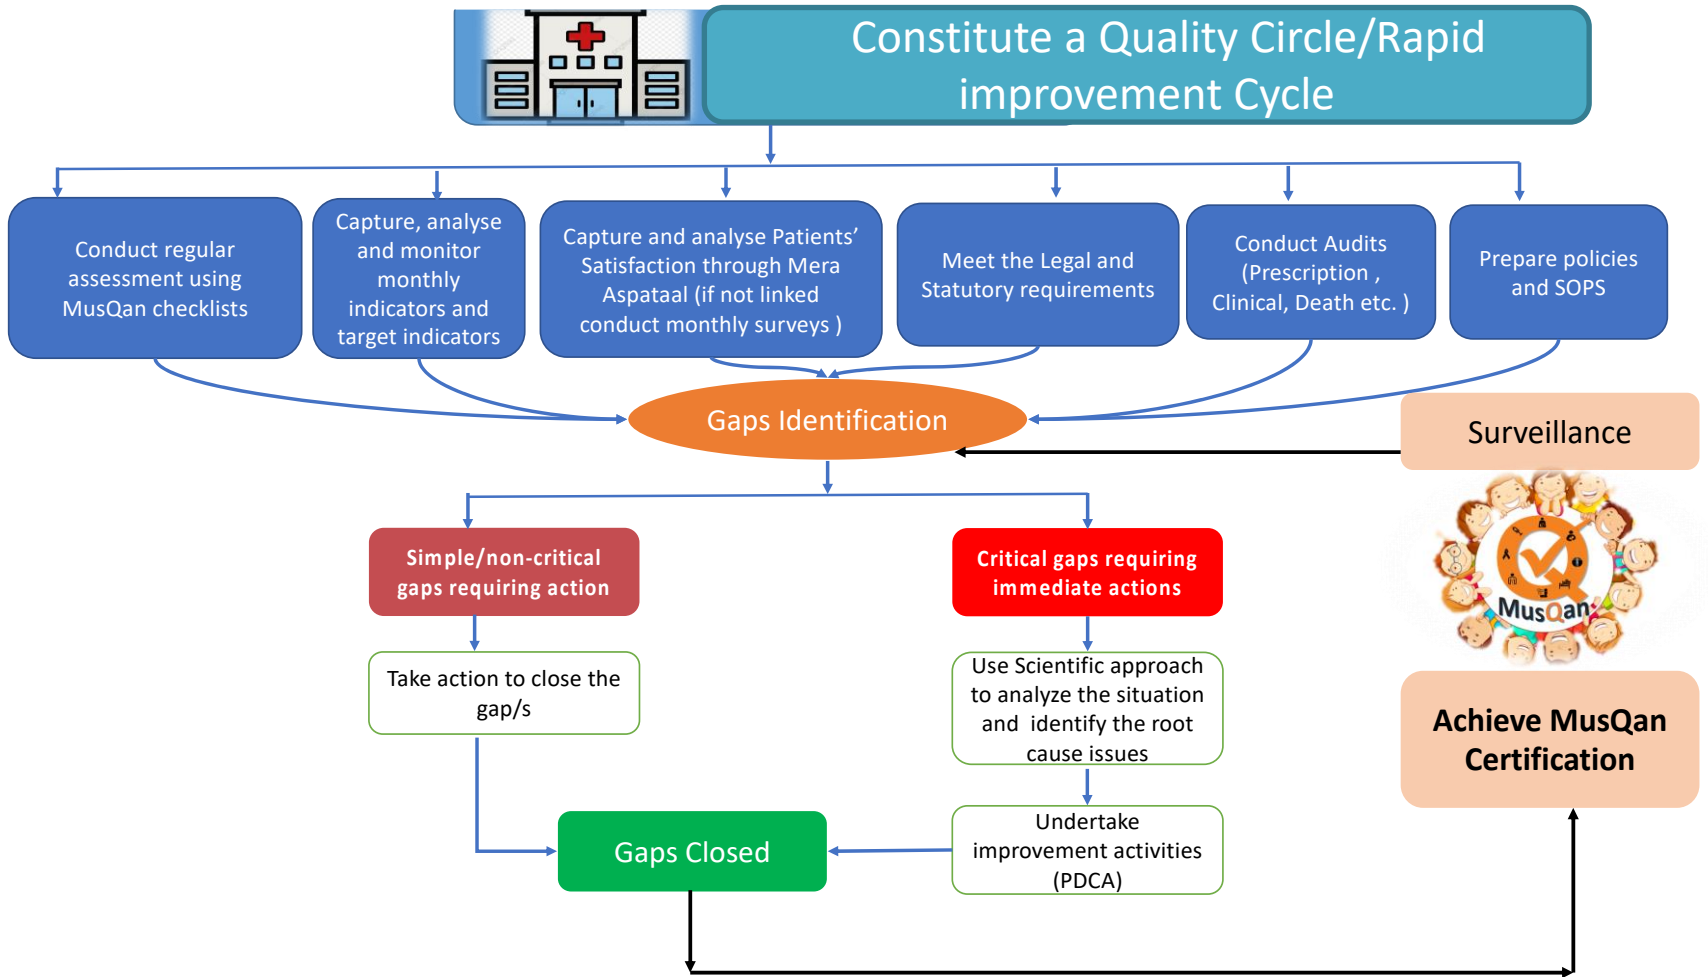 Constitute a Quality Circle/Rapid
improvement Cycle
Conduct regular
assessment using
MusQan checklists
Capture, analyse
and monitor
monthly
indicators and
target indicators
Capture and analyse Patients’
Satisfaction through Mera
Aspataal (if not linked
conduct monthly surveys )
Meet the Legal and
Statutory requirements
Conduct Audits
(Prescription ,
Clinical, Death etc. )
Prepare policies
and SOPS
Gaps Identification
Surveillance
Simple/non-critical
gaps requiring action
Critical gaps requiring
immediate actions
MusQan
Take action to close the
gap/s
Use Scientific approach
to analyze the situation
and identify the root
cause issues
Achieve MusQan
Certification
Gaps Closed
Undertake
improvement activities
(PDCA)